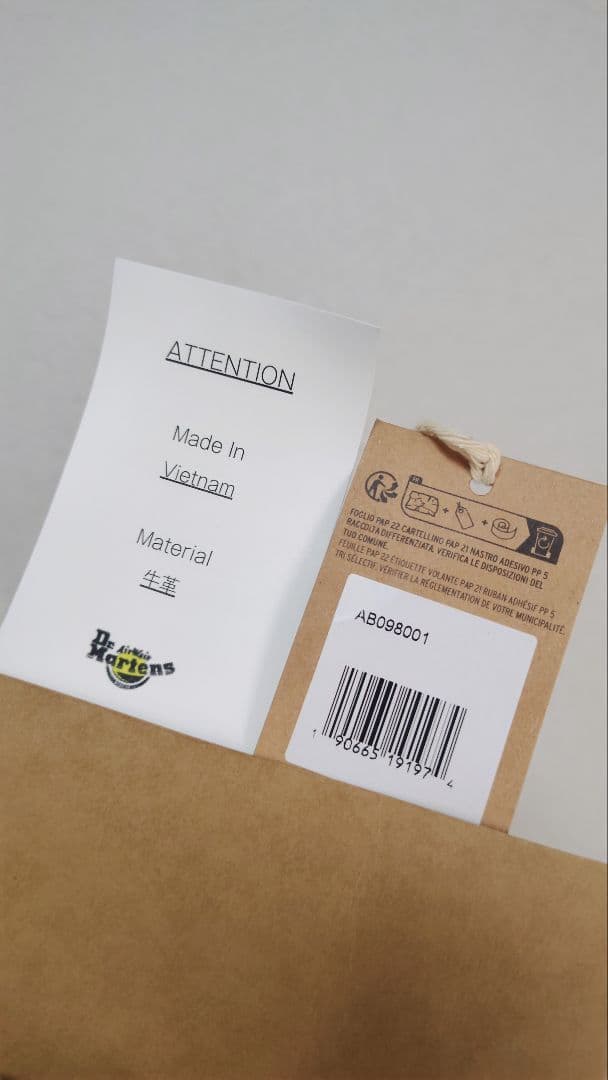 ATTENTION
Made In
Vietnam
Material
牛革
Dr.
AirWair
Martens
FR
FOGLIO PAP 22 CARTELLINO PAP 21 NASTRO ADESIVO PP 5
RACCOLTA DIFFERENZIATA. VERIFICA LE DISPOSIZIONI DEL
TUO COMUNE.
FEUILLE PAP 22 ÉTIQUETTE VOLANTE PAP 21 RUBAN ADHÉSIF PP 5
TRI SÉLECTIF. VÉRIFIER LA RÉGLEMENTATION DE VOTRE MUNICIPALITÉ.
AB098001
1 90665 19197 4